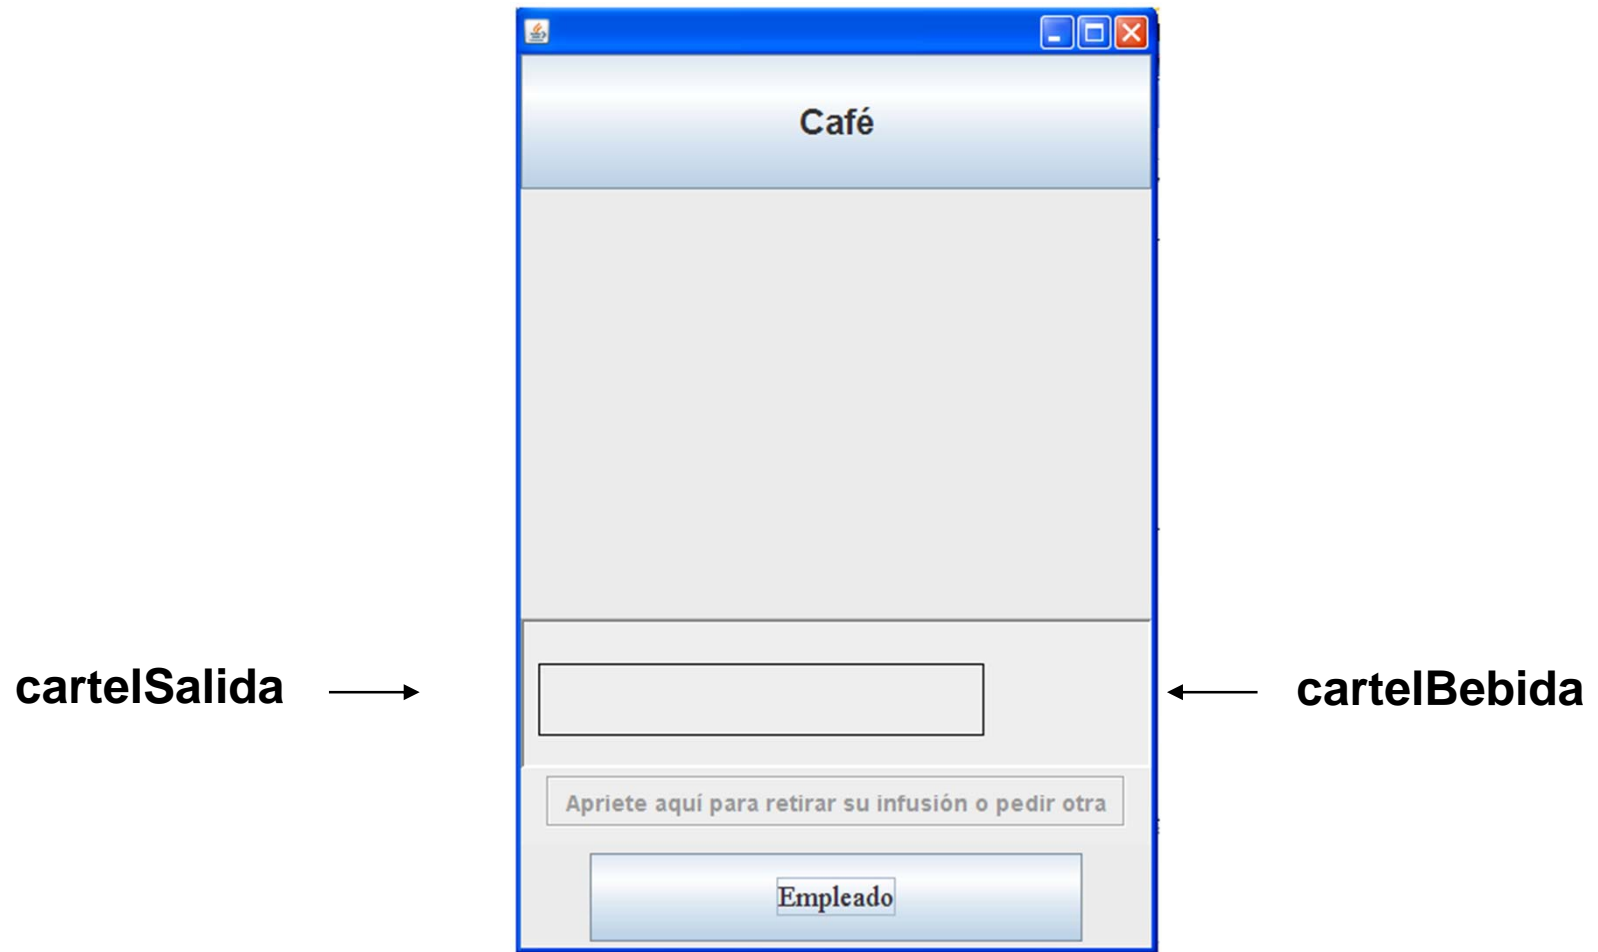 Café
cartelSalida
cartelBebida
Apriete aquí para retirar su infusión o pedir otra
Empleado